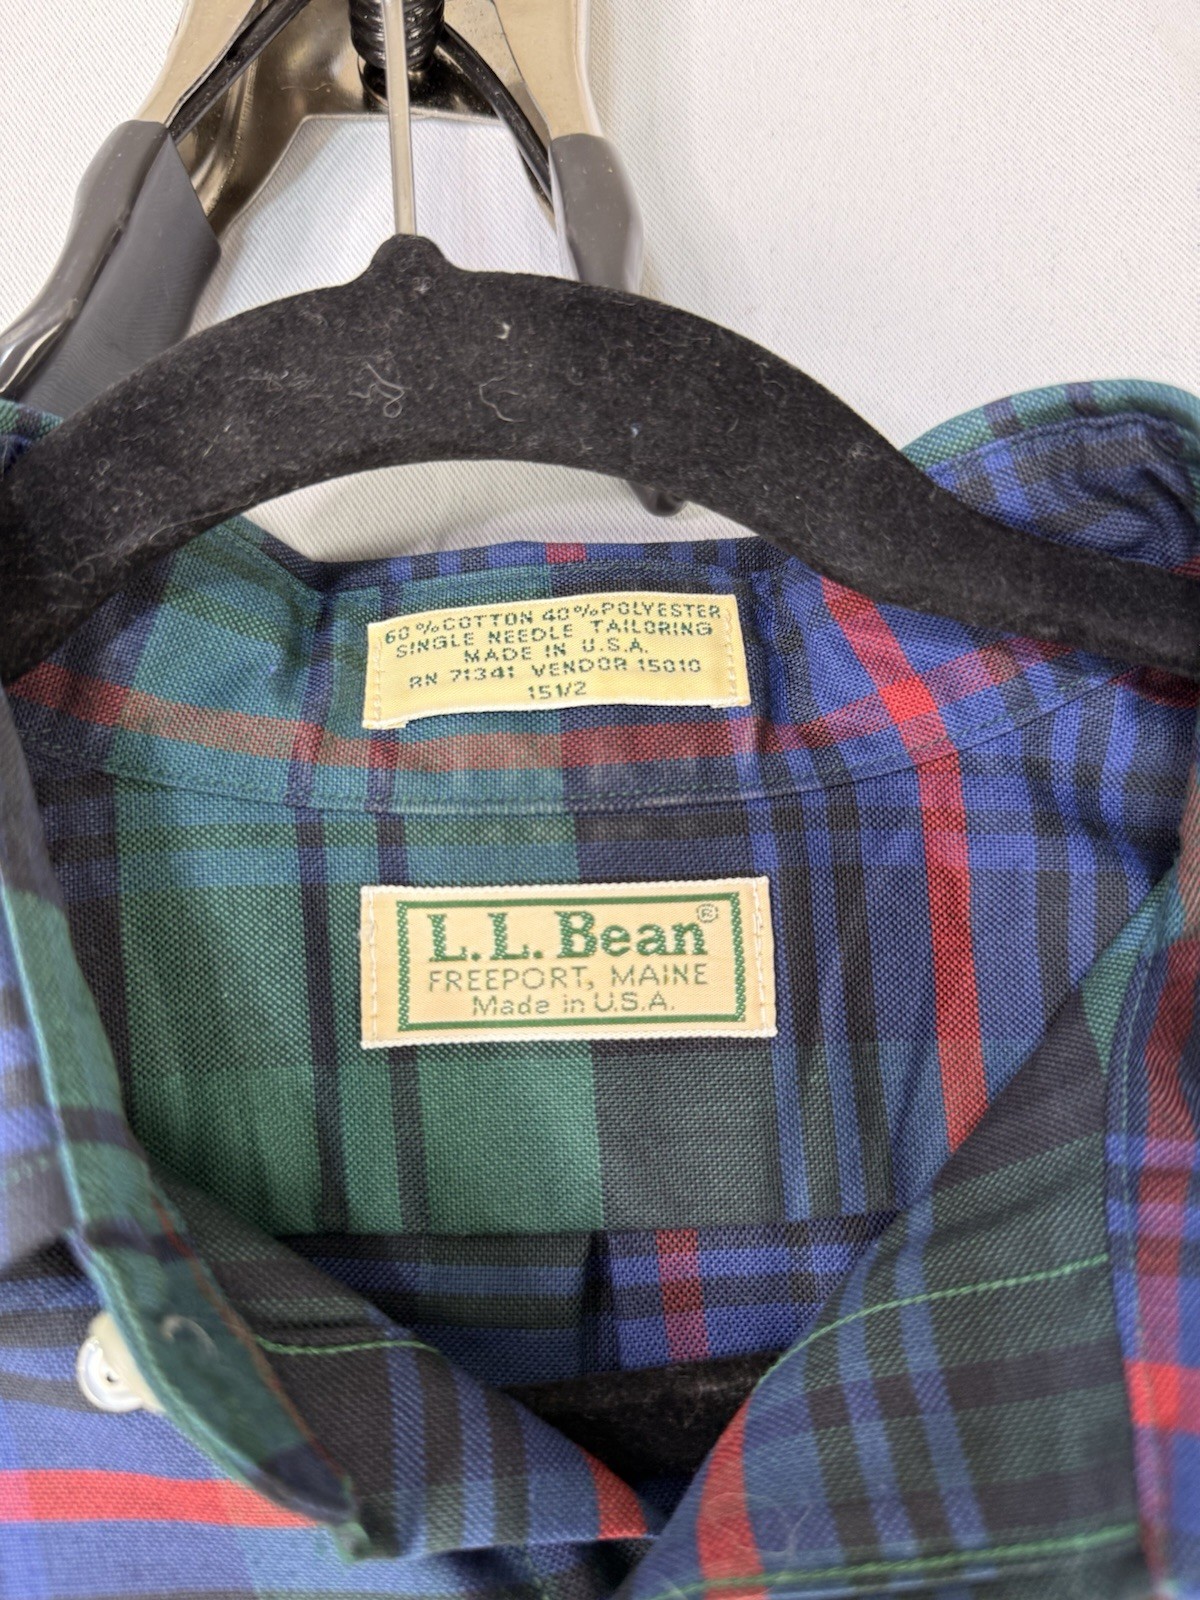 60% COTTON 40% POLYESTER
SINGLE NEEDLE TAILORING
MADE IN U.S.A.
RN 71341 VENDOR 15010
15 1/2
L.L.Bean®
FREEPORT, MAINE
Made in U.S.A.